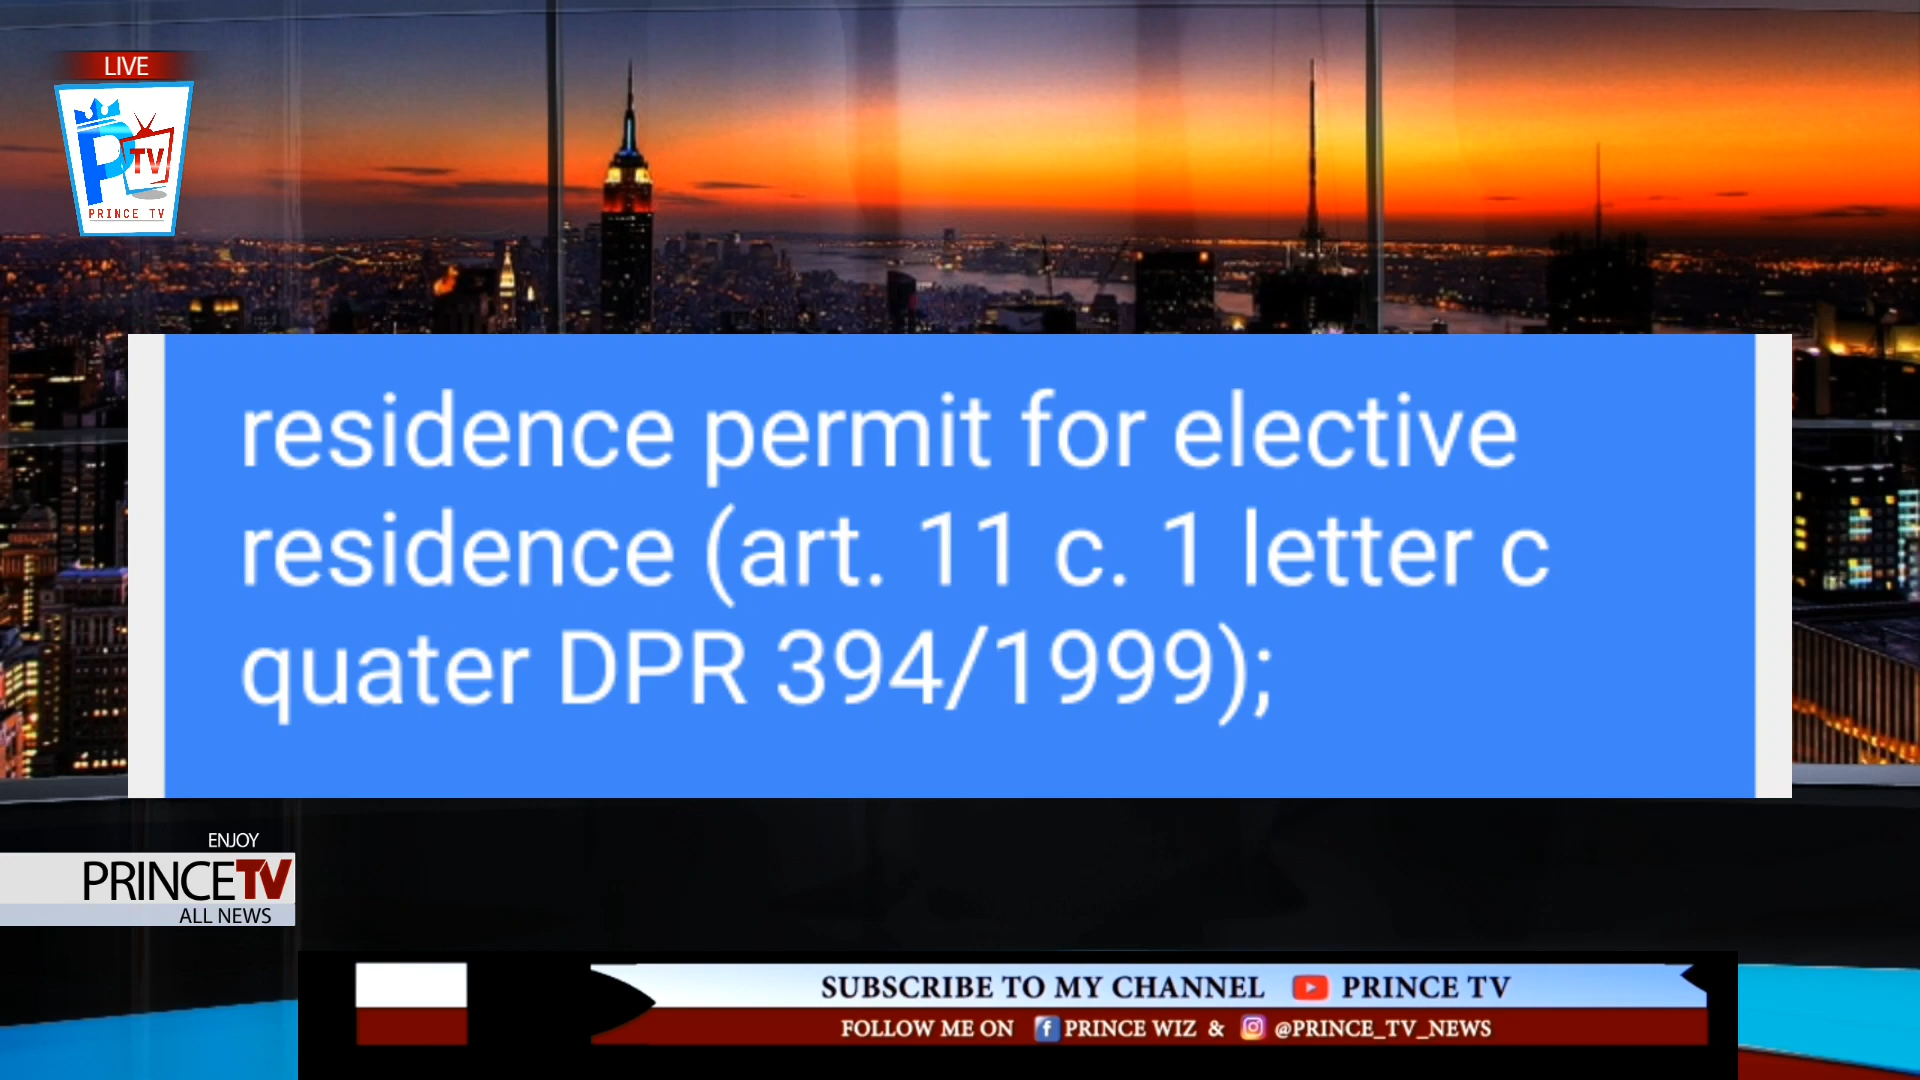 LIVE
P TV
PRINCE TV
residence permit for elective
residence (art. 11 c. 1 letter c
quater DPR 394/1999);
ENJOY
PRINCETV
ALL NEWS
SUBSCRIBE TO MY CHANNEL PRINCE TV
FOLLOW ME ON f PRINCE WIZ & @PRINCE_TV_NEWS